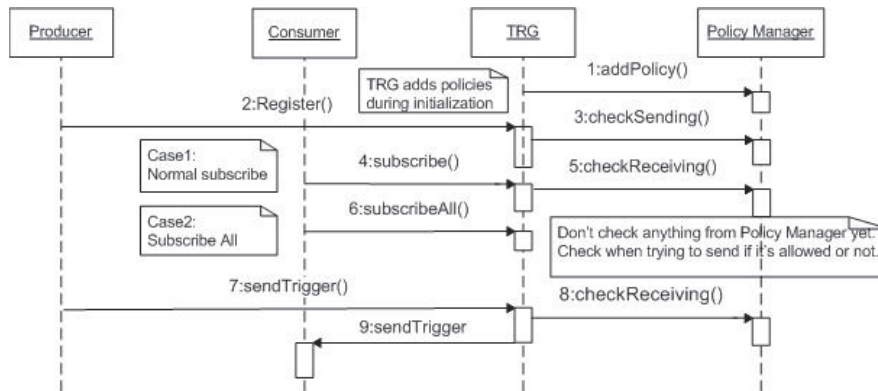 Producer
Consumer
TRG
Policy Manager
TRG adds policies
during initialization
1:addPolicy()
2:Register()
3:checkSending()
Case1:
Normal subscribe
4:subscribe()
5:checkReceiving()
Case2:
Subscribe All
6:subscribeAll()
Don't check anything from Policy Manager yet.
Check when trying to send if it's allowed or not.
7:sendTrigger()
8:checkReceiving()
9:sendTrigger